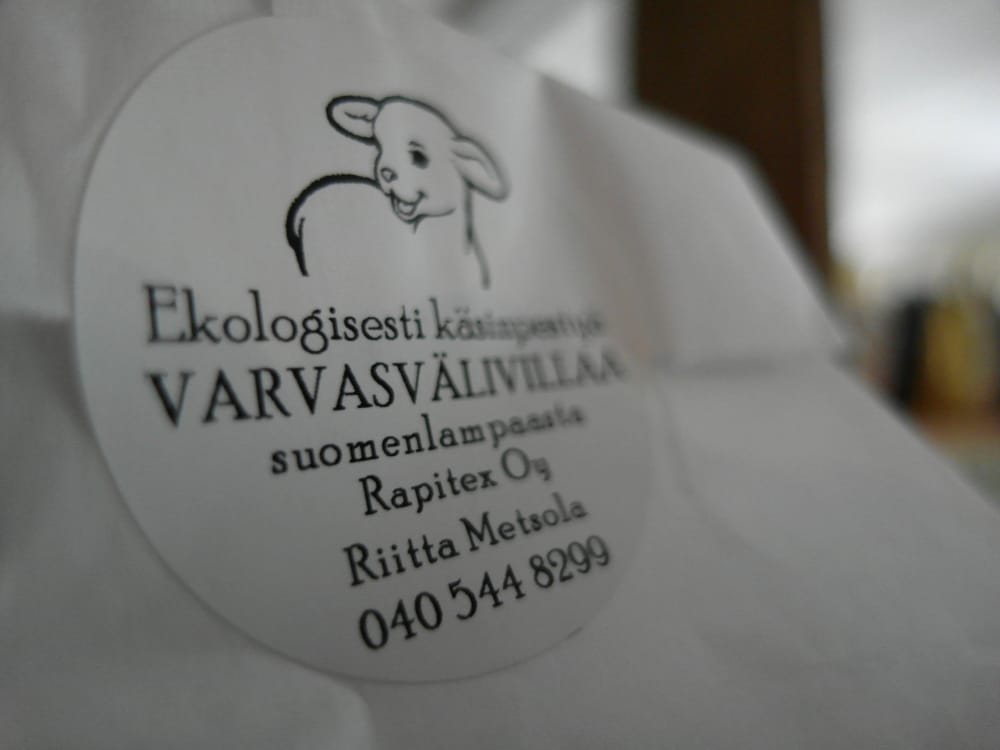 Ekologisesti käsinpestyä
VARVASVÄLIVILLAA
suomenlampaasta
Rapitex Oy
Riitta Metsola
040 544 8299